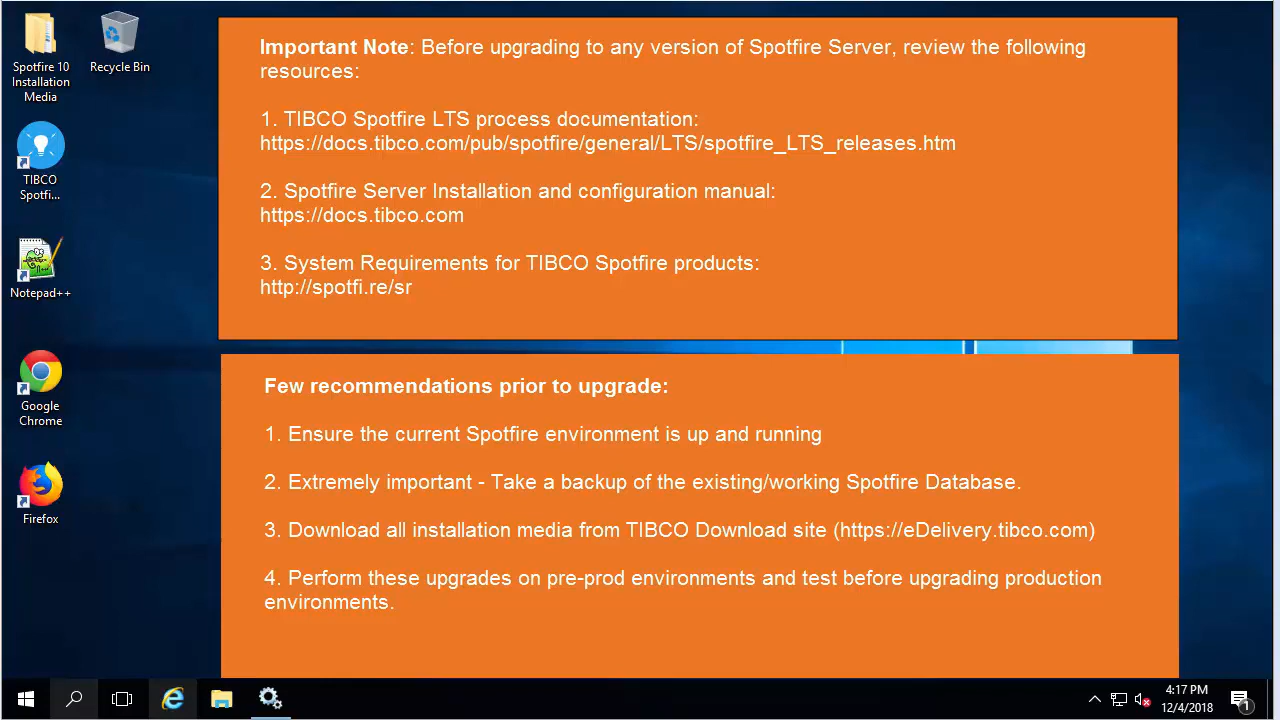 Spotfire 10
Installation
Media
Recycle Bin
TIBCO
Spotfi...
Notepad++
Google
Chrome
Firefox
Important Note: Before upgrading to any version of Spotfire Server, review the following
resources:
1. TIBCO Spotfire LTS process documentation:
https://docs.tibco.com/pub/spotfire/general/LTS/spotfire_LTS_releases.htm
2. Spotfire Server Installation and configuration manual:
https://docs.tibco.com
3. System Requirements for TIBCO Spotfire products:
http://spotfi.re/sr
Few recommendations prior to upgrade:
1. Ensure the current Spotfire environment is up and running
2. Extremely important - Take a backup of the existing/working Spotfire Database.
3. Download all installation media from TIBCO Download site (https://eDelivery.tibco.com)
4. Perform these upgrades on pre-prod environments and test before upgrading production
environments.
4:17 PM
12/4/2018
1